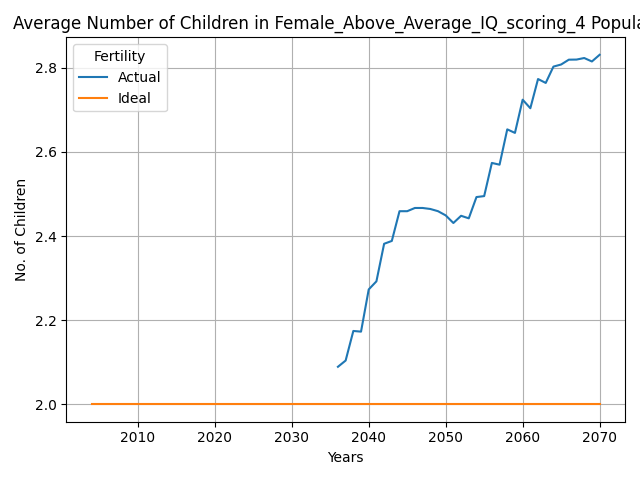 Average Number of Children in Female_Above_Average_IQ_scoring_4 Popula
Fertility
Actual
Ideal
2.8
2.6
2.4
2.2
2.0
No. of Children
2010 2020 2030 2040 2050 2060 2070
Years